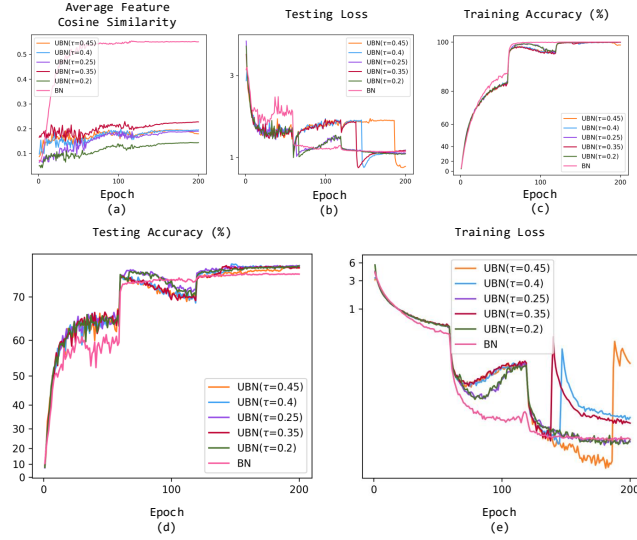 Average Feature
Cosine Similarity
UBN(τ=0.45)
UBN(τ=0.4)
UBN(τ=0.25)
UBN(τ=0.35)
UBN(τ=0.2)
BN
0.5
0.4
0.3
0.2
0.1
0
100
200
Epoch
(a)
Testing Loss
UBN(τ=0.45)
UBN(τ=0.4)
UBN(τ=0.25)
UBN(τ=0.35)
UBN(τ=0.2)
BN
3
1
0
100
200
Epoch
(b)
Training Accuracy (%)
100
80
60
40
20
0
UBN(τ=0.45)
UBN(τ=0.4)
UBN(τ=0.25)
UBN(τ=0.35)
UBN(τ=0.2)
BN
0
100
200
Epoch
(c)
Testing Accuracy (%)
70
60
50
40
30
20
10
0
UBN(τ=0.45)
UBN(τ=0.4)
UBN(τ=0.25)
UBN(τ=0.35)
UBN(τ=0.2)
BN
0
100
200
Epoch
(d)
Training Loss
6
3
1
UBN(τ=0.45)
UBN(τ=0.4)
UBN(τ=0.25)
UBN(τ=0.35)
UBN(τ=0.2)
BN
0
100
200
Epoch
(e)